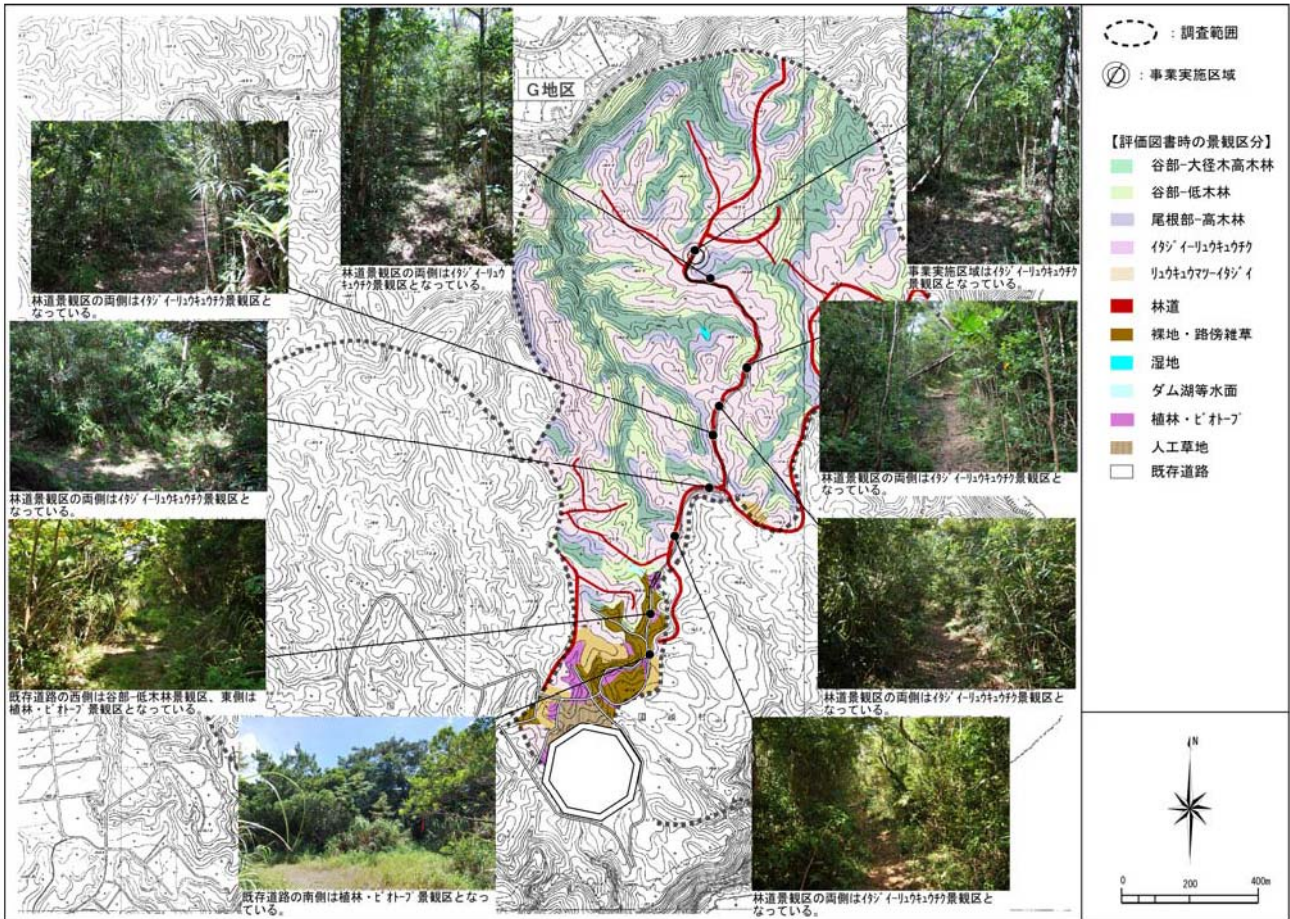 G地区
林道景観区の両側はイタジイーリュウ
キュウチク景観区となっている。
事業実施区域はイタジイーリュウキュウチク
景観区となっている。
林道景観区の両側はイタジイーリュウキュウチク景観区と
なっている。
林道景観区の両側はイタジイーリュウキュウチク景観区と
なっている。
林道景観区の両側はイタジイーリュウキュウチク景観区と
なっている。
既存道路の西側は谷部-低木林景観区、東側は
植林・ビオトープ景観区となっている。
林道景観区の両側はイタジイーリュウキュウチク景観区と
なっている。
既存道路の南側は植林・ビオトープ景観区となっ
ている。
林道景観区の両側はイタジイーリュウキュウチク景観区と
なっている。
：調査範囲
：事業実施区域
【評価図書時の景観区分】
谷部-大径木高木林
谷部-低木林
尾根部-高木林
イタジイーリュウキュウチク
リュウキュウマツーイタジイ
林道
裸地・路傍雑草
湿地
ダム湖等水面
植林・ビオトープ
人工草地
既存道路
N
0 200 400m